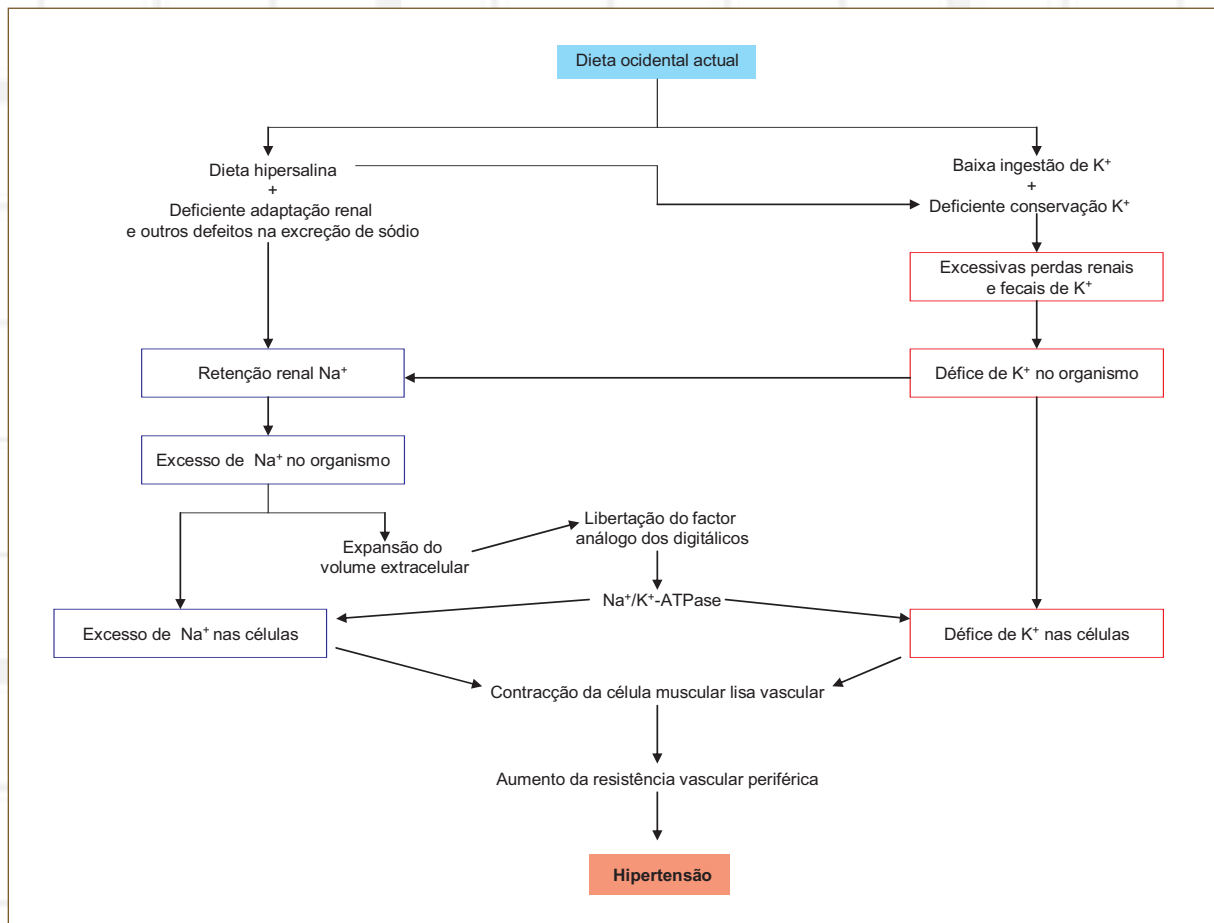 Dieta ocidental actual
Dieta hipersalina
+
Deficiente adaptação renal
e outros defeitos na excreção de sódio
Baixa ingestão de K⁺
+
Deficiente conservação K⁺
Excessivas perdas renais
e fecais de K⁺
Retenção renal Na⁺
Défice de K⁺ no organismo
Excesso de Na⁺ no organismo
Expansão do
volume extracelular
Libertação do factor
análogo dos digitálicos
Na⁺/K⁺-ATPase
Excesso de Na⁺ nas células
Défice de K⁺ nas células
Contracção da célula muscular lisa vascular
Aumento da resistência vascular periférica
Hipertensão